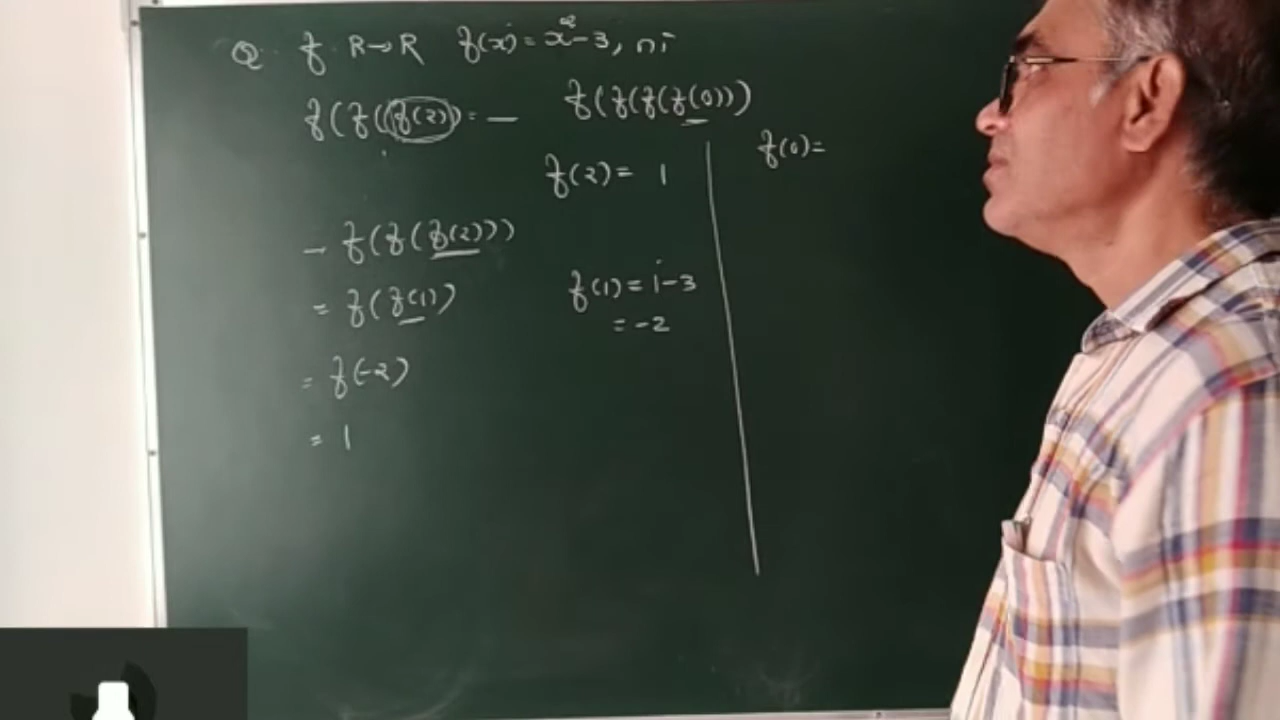 Q. f R→R f(x) = x²-3, ના
f(f(f(2)) = — f(f(f(f(0)))
f(2) = 1
f(0) =
→ f(f(f(2)))
= f(f(1))
f(1) = 1-3
= -2
= f(-2)
= 1